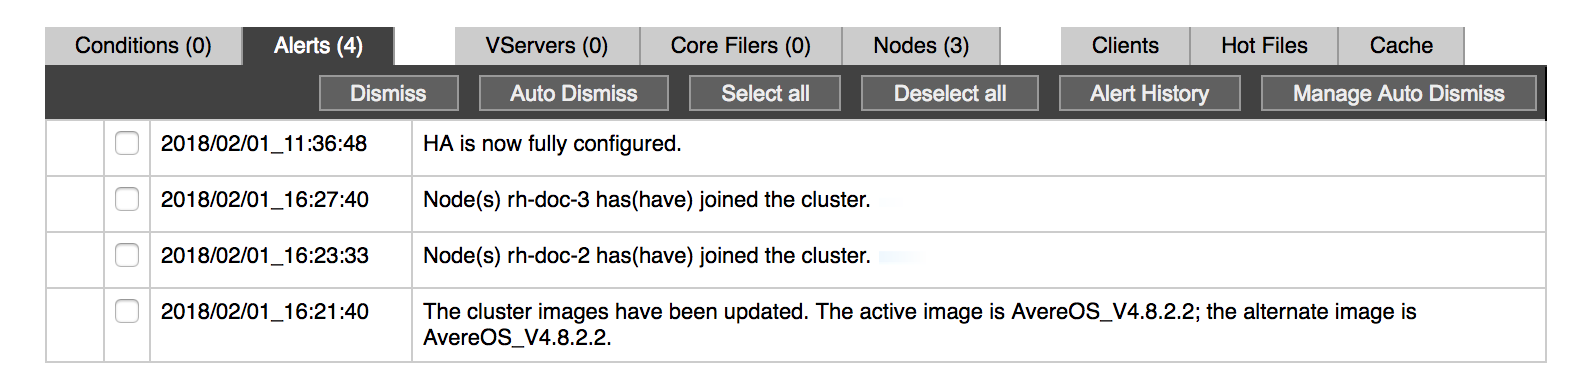 Conditions (0) Alerts (4) VServers (0) Core Filers (0) Nodes (3) Clients Hot Files Cache
Dismiss Auto Dismiss Select all Deselect all Alert History Manage Auto Dismiss
2018/02/01_11:36:48 HA is now fully configured.
2018/02/01_16:27:40 Node(s) rh-doc-3 has(have) joined the cluster.
2018/02/01_16:23:33 Node(s) rh-doc-2 has(have) joined the cluster.
2018/02/01_16:21:40 The cluster images have been updated. The active image is AvereOS_V4.8.2.2; the alternate image is
AvereOS_V4.8.2.2.